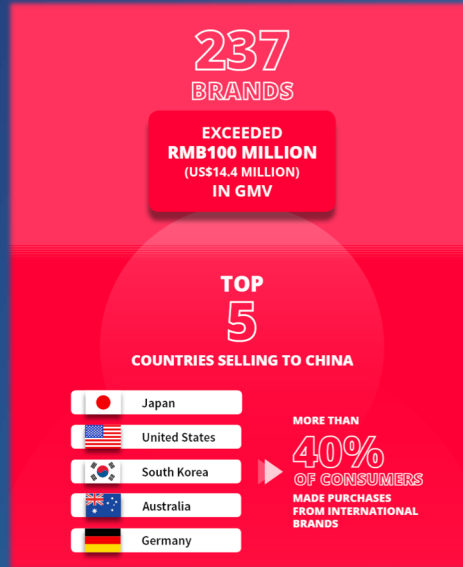 237
BRANDS
EXCEEDED
RMB100 MILLION
(US$14.4 MILLION)
IN GMV
TOP
5
COUNTRIES SELLING TO CHINA
Japan
United States
South Korea
Australia
Germany
MORE THAN
40%
OF CONSUMERS
MADE PURCHASES
FROM INTERNATIONAL
BRANDS